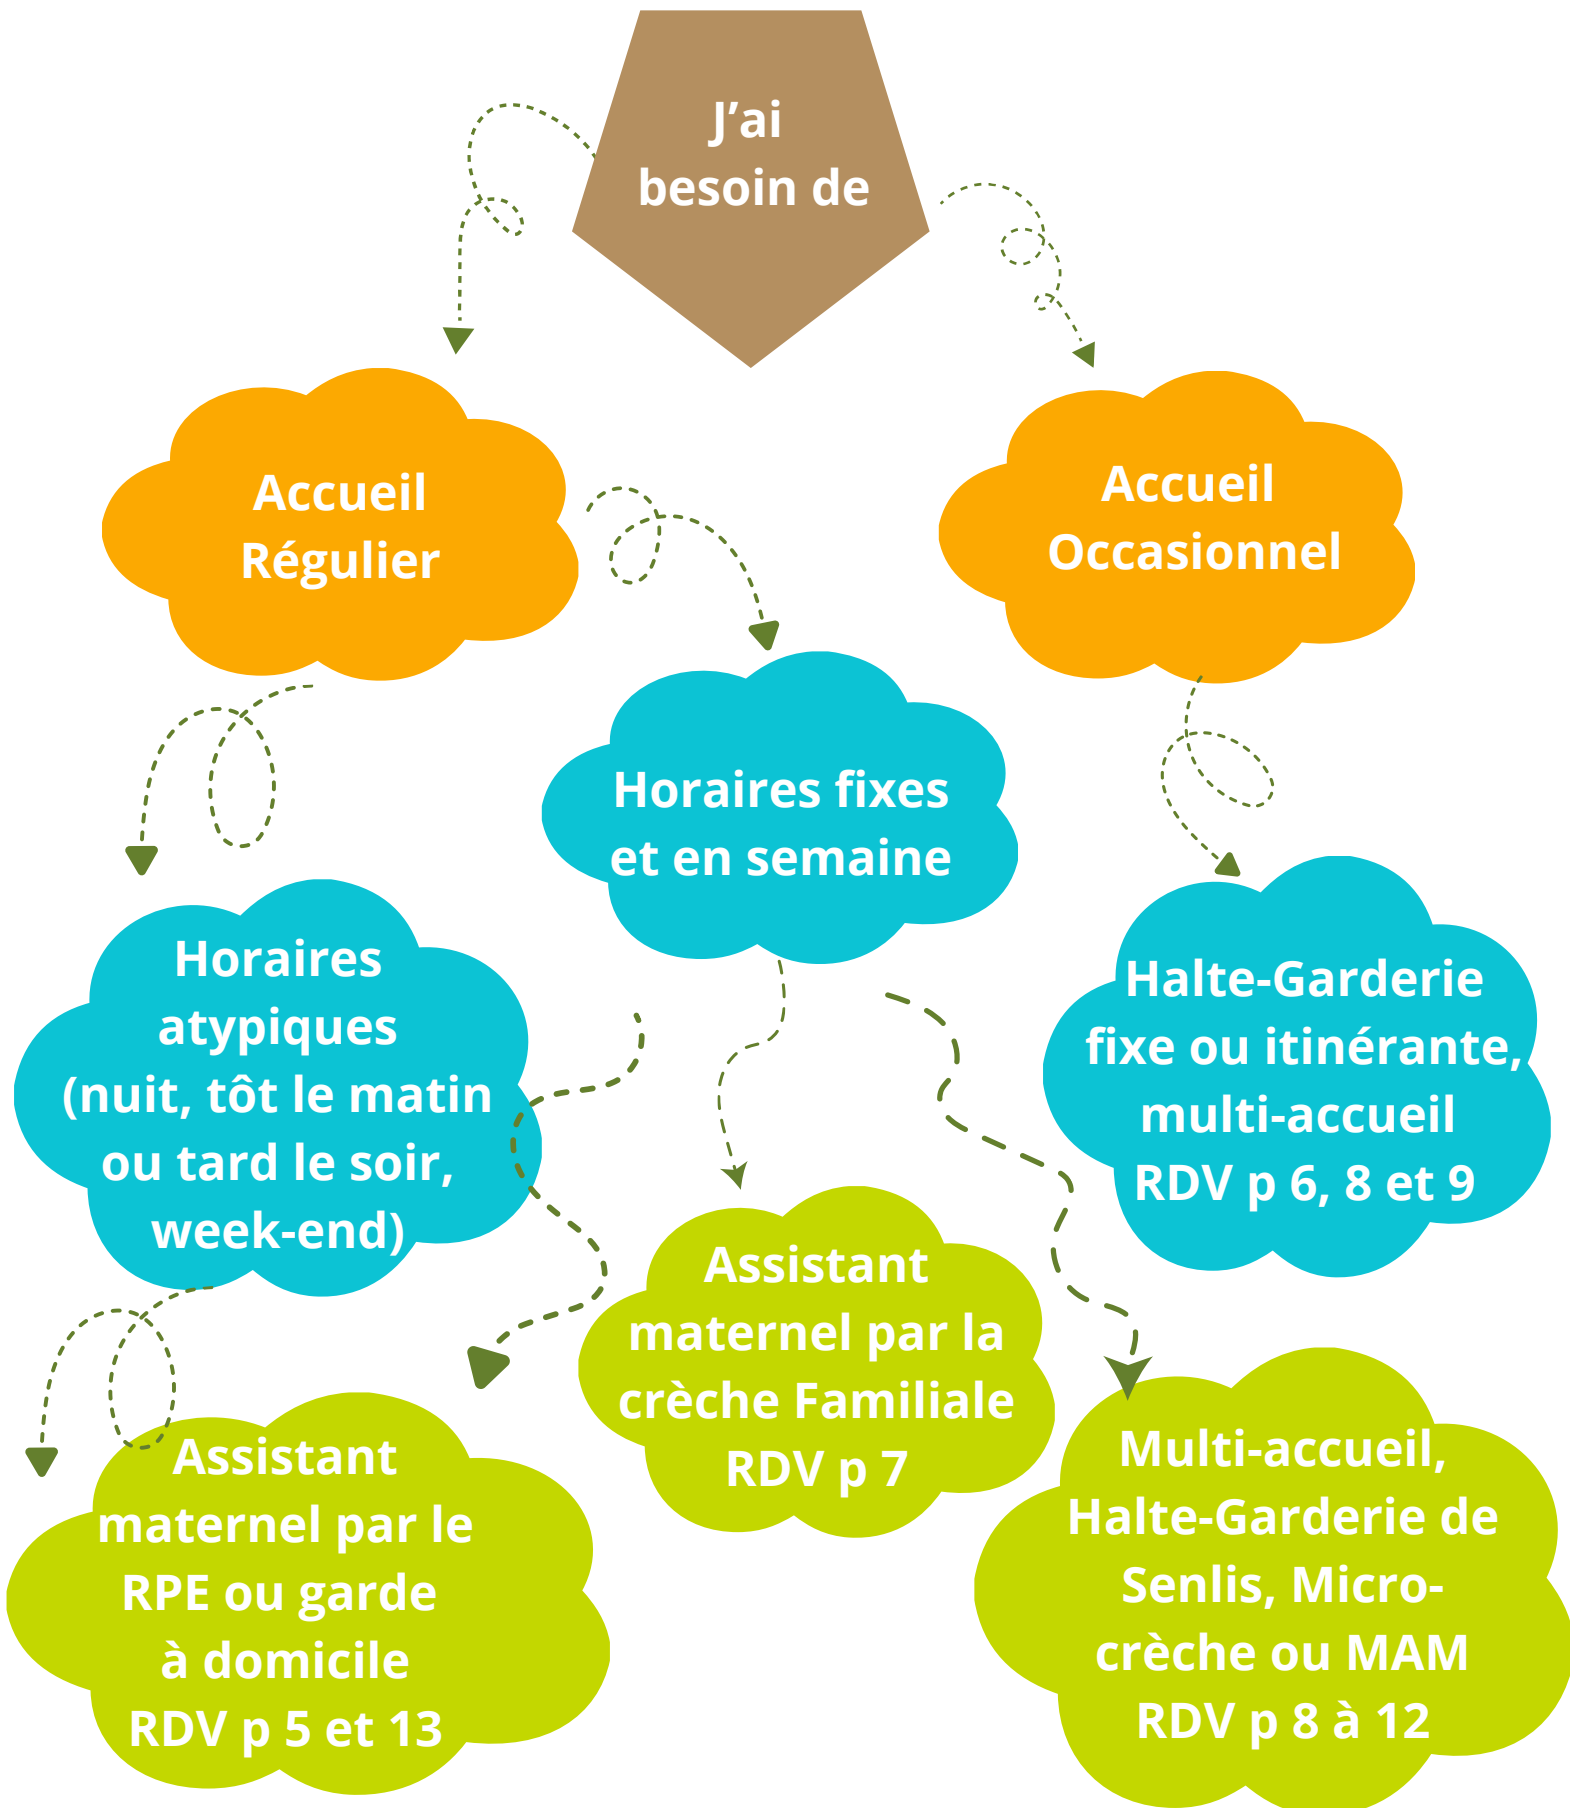 J’ai
besoin de
Accueil
Régulier
Accueil
Occasionnel
Horaires fixes
et en semaine
Horaires
atypiques
(nuit, tôt le matin
ou tard le soir,
week-end)
Halte-Garderie
fixe ou itinérante,
multi-accueil
RDV p 6, 8 et 9
Assistant
maternel par la
crèche Familiale
RDV p 7
Assistant
maternel par le
RPE ou garde
à domicile
RDV p 5 et 13
Multi-accueil,
Halte-Garderie de
Senlis, Micro-
crèche ou MAM
RDV p 8 à 12